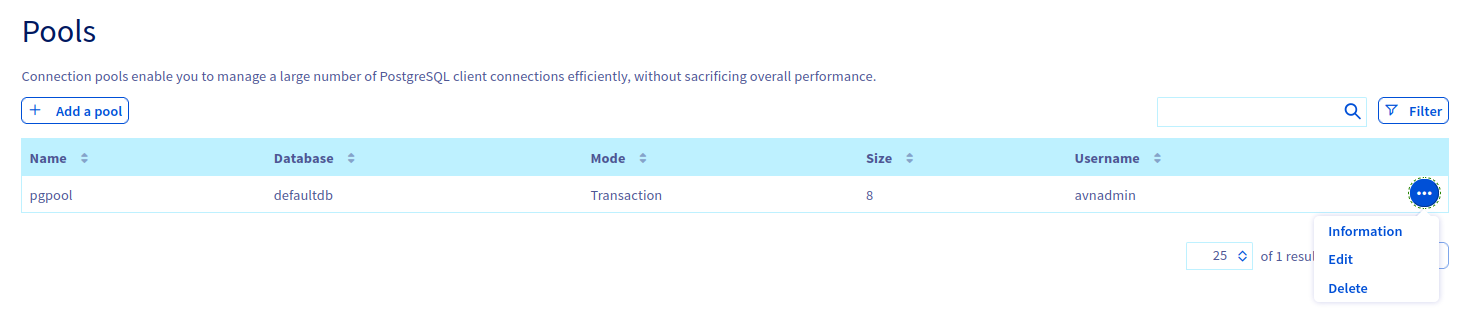 Pools
Connection pools enable you to manage a large number of PostgreSQL client connections efficiently, without sacrificing overall performance.
Add a pool
Filter
Name Database Mode Size Username
pgpool defaultdb Transaction 8 avnadmin
Information
25 of 1 resul
Edit
Delete